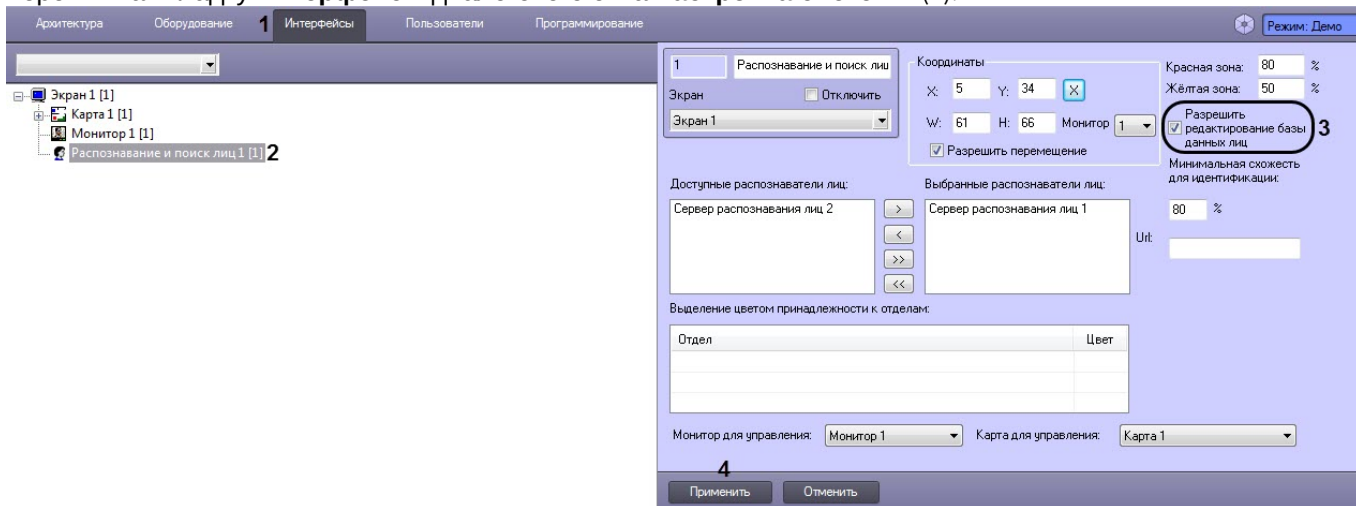 Архитектура Оборудование 1 Интерфейсы Пользователи Программирование Режим: Демо
Экран 1 [1]
Карта 1 [1]
Монитор 1 [1]
Распознавание и поиск лиц 1 [1] 2
1 Распознавание и поиск лиц
Экран Отключить
Экран 1
Координаты
X: 5 Y: 34 X
W: 61 H: 66 Монитор 1
Разрешить перемещение
Красная зона: 80 %
Жёлтая зона: 50 %
Разрешить
редактирование базы 3
данных лиц
Минимальная схожесть
для идентификации:
80 %
Url:
Доступные распознаватели лиц: Выбранные распознаватели лиц:
Сервер распознавания лиц 2 > Сервер распознавания лиц 1
<
>>
<<
Выделение цветом принадлежности к отделам:
Отдел Цвет
Монитор для управления: Монитор 1 Карта для управления: Карта 1
4
Применить Отменить